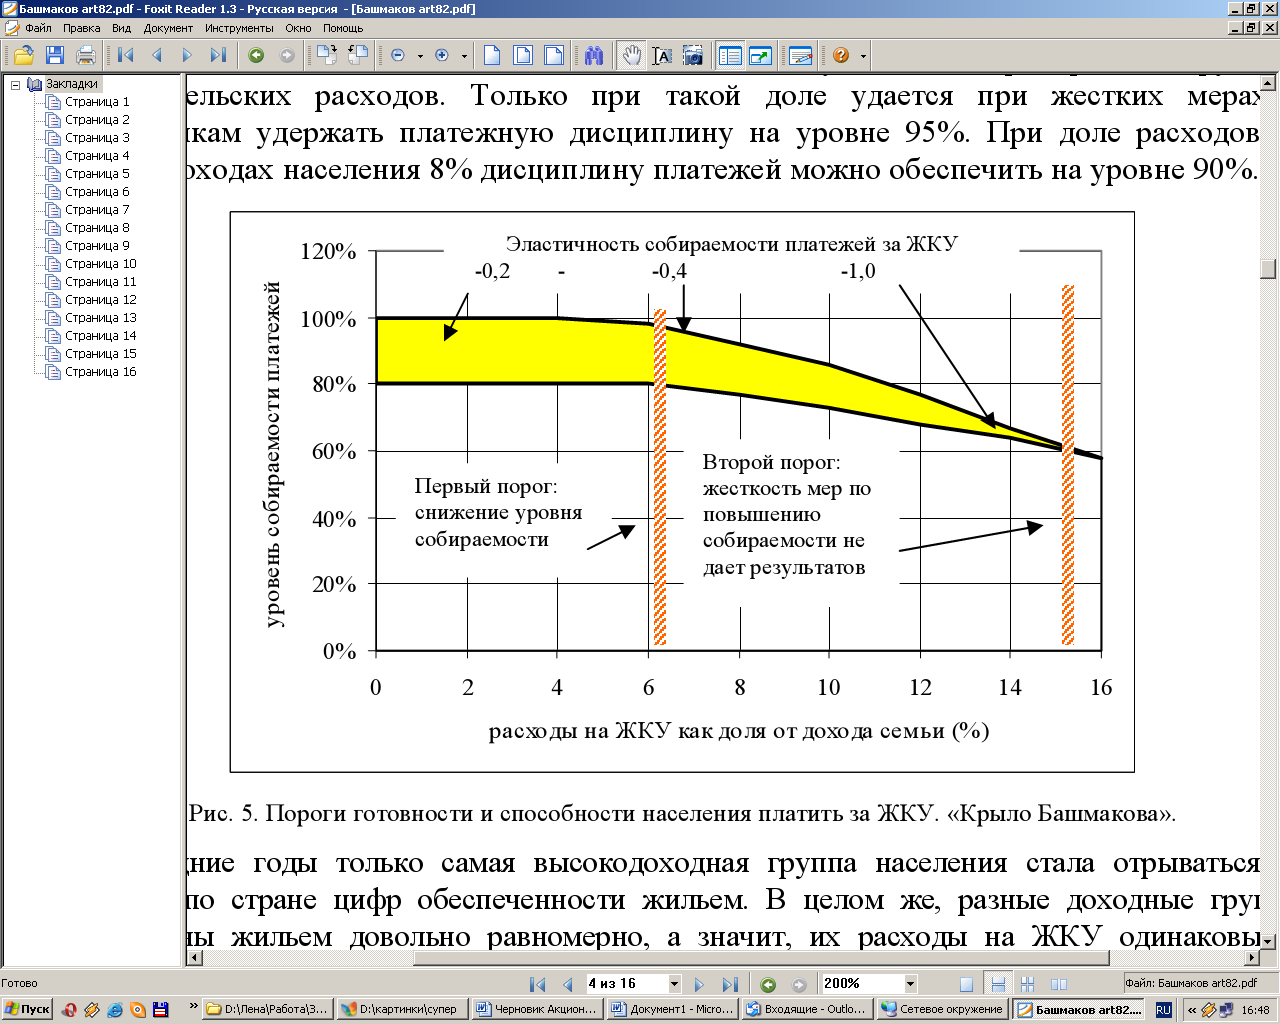 Башмаков art82.pdf - Foxit Reader 1.3 - Русская версия - [Башмаков art82.pdf]
Файл Правка Вид Документ Инструменты Окно Помощь
Закладки
Страница 1
Страница 2
Страница 3
Страница 4
Страница 5
Страница 6
Страница 7
Страница 8
Страница 9
Страница 10
Страница 11
Страница 12
Страница 13
Страница 14
Страница 15
Страница 16
ельских расходов. Только при такой доле удается при жестких мерах
икам удержать платежную дисциплину на уровне 95%. При доле расходов
оходах населения 8% дисциплину платежей можно обеспечить на уровне 90%.
Эластичность собираемости платежей за ЖКУ
-0,2 - -0,4 -1,0
уровень собираемости платежей
120%
100%
80%
60%
40%
20%
0%
Первый порог:
снижение уровня
собираемости
Второй порог:
жесткость мер по
повышению
собираемости не
дает результатов
0 2 4 6 8 10 12 14 16
расходы на ЖКУ как доля от дохода семьи (%)
Рис. 5. Пороги готовности и способности населения платить за ЖКУ. «Крыло Башмакова».
дние годы только самая высокодоходная группа населения стала отрываться
по стране цифр обеспеченности жильем. В целом же, разные доходные груп
ны жильем довольно равномерно, а значит, их расходы на ЖКУ одинаковы
Готово
4 из 16
200%
Файл: Башмаков art82.pdf
Пуск
»
D:\Лена\Работа\З...
D:\картинки\супер
Черновик Акцион...
Документ1 - Micro...
Входящие - Outlo...
Сетевое окружение
Башмаков art82....
RU
«
16:48